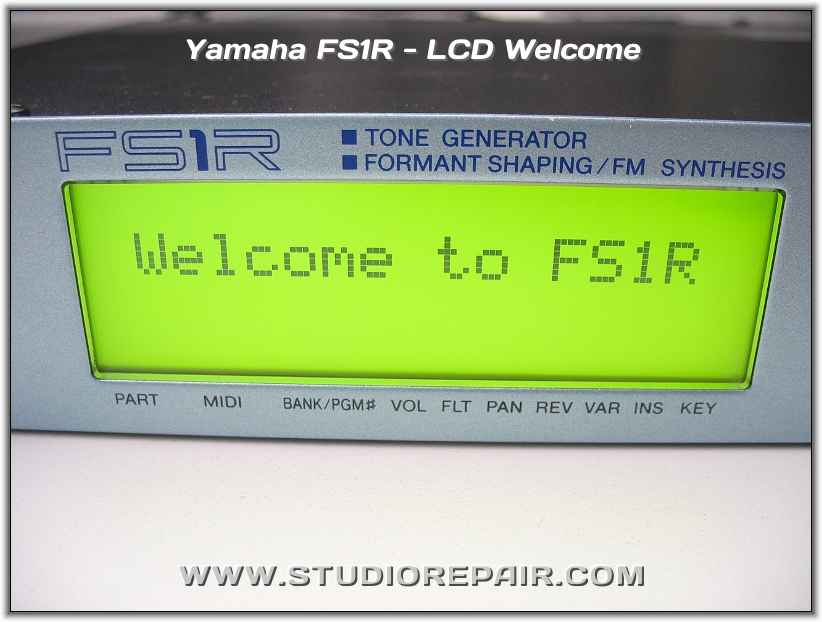 Yamaha FS1R - LCD Welcome
FS1R
■ TONE GENERATOR
■ FORMANT SHAPING/FM SYNTHESIS
Welcome to FS1R
PART MIDI BANK/PGM# VOL FLT PAN REV VAR INS KEY
WWW.STUDIOREPAIR.COM